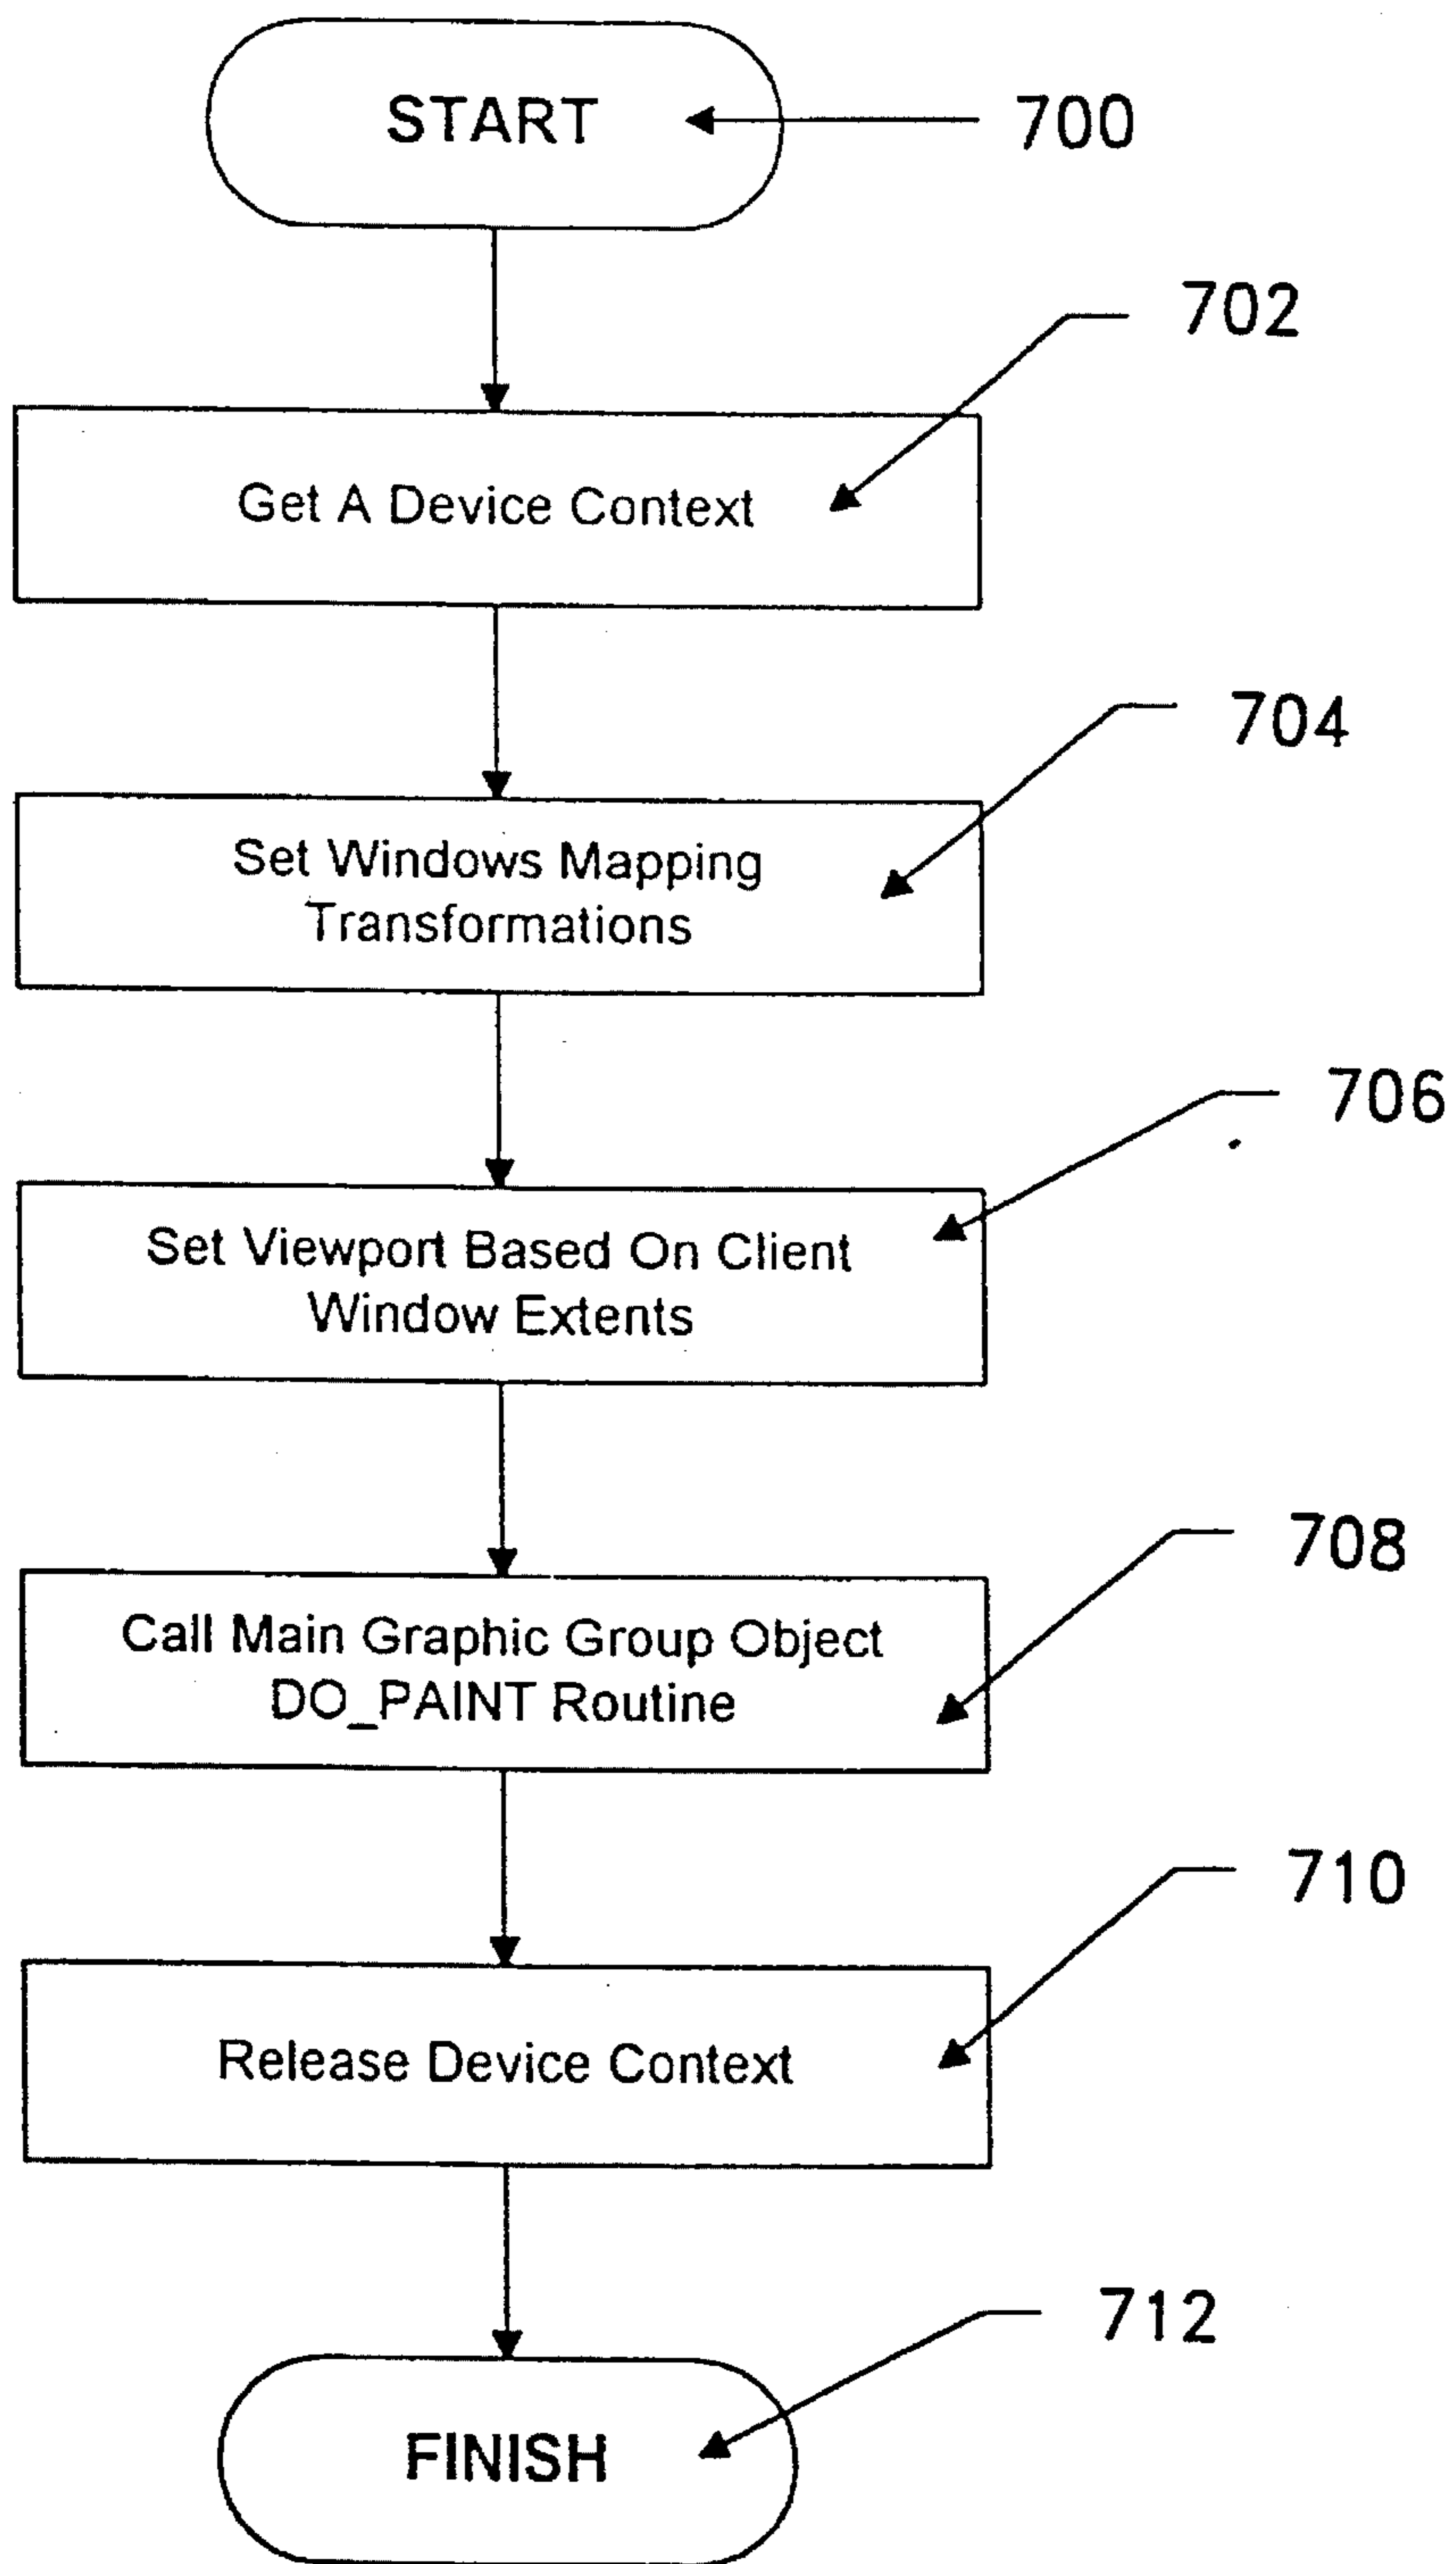 START
700
702
Get A Device Context
704
Set Windows Mapping
Transformations
706
Set Viewport Based On Client
Window Extents
708
Call Main Graphic Group Object
DO_PAINT Routine
710
Release Device Context
712
FINISH